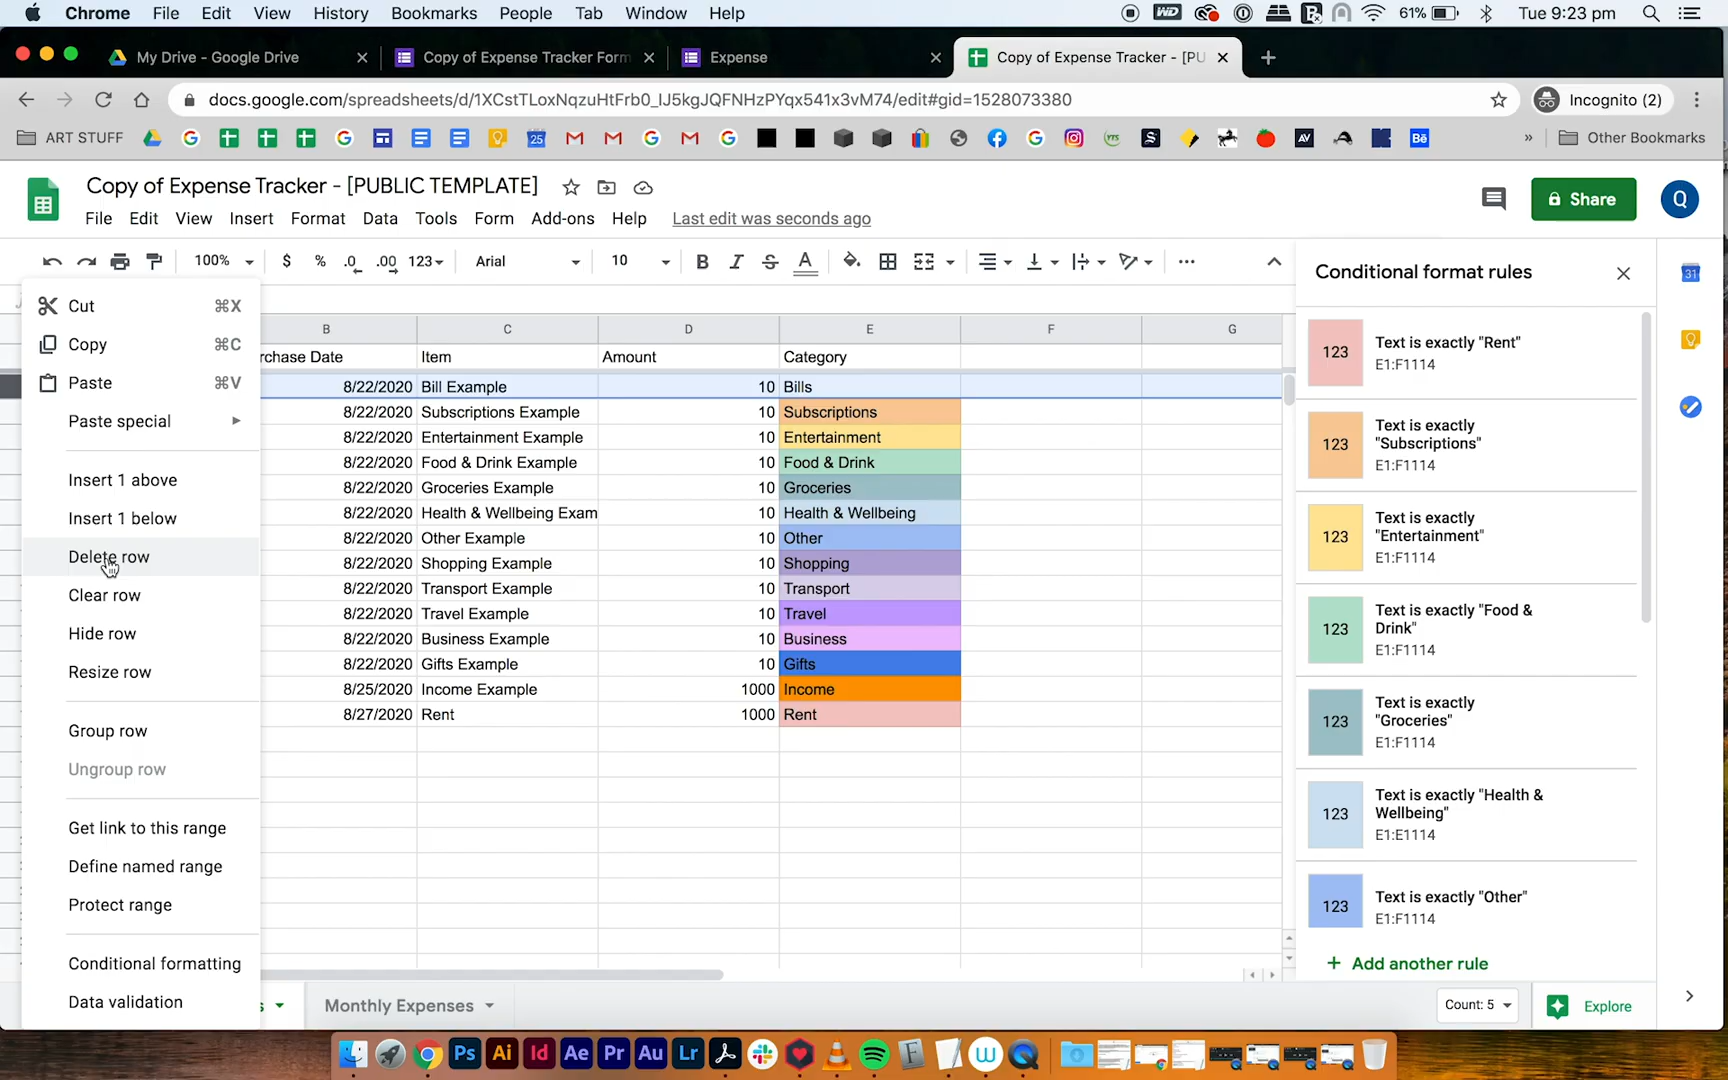 Chrome File Edit View History Bookmarks People Tab Window Help 61% Tue 9:23 pm
My Drive - Google Drive Copy of Expense Tracker Form Expense Copy of Expense Tracker - [PU
docs.google.com/spreadsheets/d/1XCstTLoxNqzuHtFrb0_IJ5kgJQFNHzPYqx541x3vM74/edit#gid=1528073380 Incognito (2)
ART STUFF Other Bookmarks
Copy of Expense Tracker - [PUBLIC TEMPLATE]
Share Q
File Edit View Insert Format Data Tools Form Add-ons Help Last edit was seconds ago
100% $ % .0 .00 123 Arial 10 B I S A
Conditional format rules
Cut ⌘X
Copy ⌘C
Paste ⌘V
Paste special
Insert 1 above
Insert 1 below
Delete row
Clear row
Hide row
Resize row
Group row
Ungroup row
Get link to this range
Define named range
Protect range
Conditional formatting
Data validation
B C D E F G
rchase Date Item Amount Category
8/22/2020 Bill Example 10 Bills
8/22/2020 Subscriptions Example 10 Subscriptions
8/22/2020 Entertainment Example 10 Entertainment
8/22/2020 Food & Drink Example 10 Food & Drink
8/22/2020 Groceries Example 10 Groceries
8/22/2020 Health & Wellbeing Exam 10 Health & Wellbeing
8/22/2020 Other Example 10 Other
8/22/2020 Shopping Example 10 Shopping
8/22/2020 Transport Example 10 Transport
8/22/2020 Travel Example 10 Travel
8/22/2020 Business Example 10 Business
8/22/2020 Gifts Example 10 Gifts
8/25/2020 Income Example 1000 Income
8/27/2020 Rent 1000 Rent
123 Text is exactly "Rent"
E1:F1114
123 Text is exactly
"Subscriptions"
E1:F1114
123 Text is exactly
"Entertainment"
E1:F1114
123 Text is exactly "Food &
Drink"
E1:F1114
123 Text is exactly
"Groceries"
E1:F1114
123 Text is exactly "Health &
Wellbeing"
E1:E1114
123 Text is exactly "Other"
E1:F1114
+ Add another rule
s Monthly Expenses Count: 5 Explore
Ps Ai Id Ae Pr Au Lr